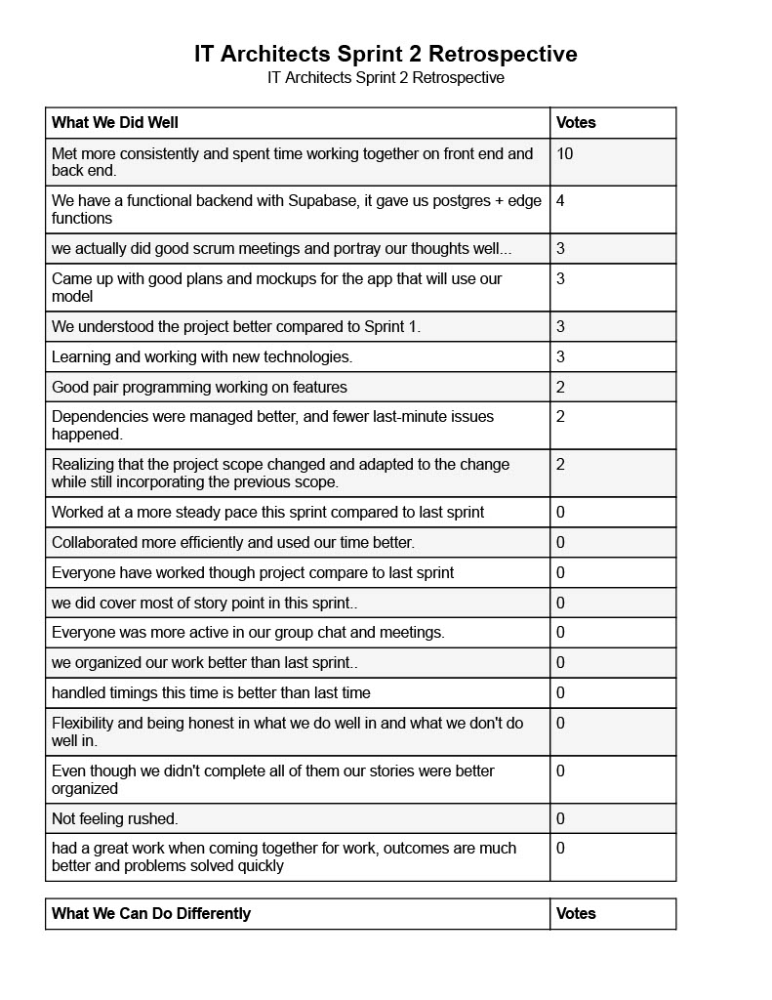 IT Architects Sprint 2 Retrospective
IT Architects Sprint 2 Retrospective
What We Did Well Votes
Met more consistently and spent time working together on front end and 10
back end.
We have a functional backend with Supabase, it gave us postgres + edge 4
functions
we actually did good scrum meetings and portray our thoughts well... 3
Came up with good plans and mockups for the app that will use our 3
model
We understood the project better compared to Sprint 1. 3
Learning and working with new technologies. 3
Good pair programming working on features 2
Dependencies were managed better, and fewer last-minute issues 2
happened.
Realizing that the project scope changed and adapted to the change 2
while still incorporating the previous scope.
Worked at a more steady pace this sprint compared to last sprint 0
Collaborated more efficiently and used our time better. 0
Everyone have worked though project compare to last sprint 0
we did cover most of story point in this sprint.. 0
Everyone was more active in our group chat and meetings. 0
we organized our work better than last sprint.. 0
handled timings this time is better than last time 0
Flexibility and being honest in what we do well in and what we don't do 0
well in.
Even though we didn't complete all of them our stories were better 0
organized
Not feeling rushed. 0
had a great work when coming together for work, outcomes are much 0
better and problems solved quickly
What We Can Do Differently Votes